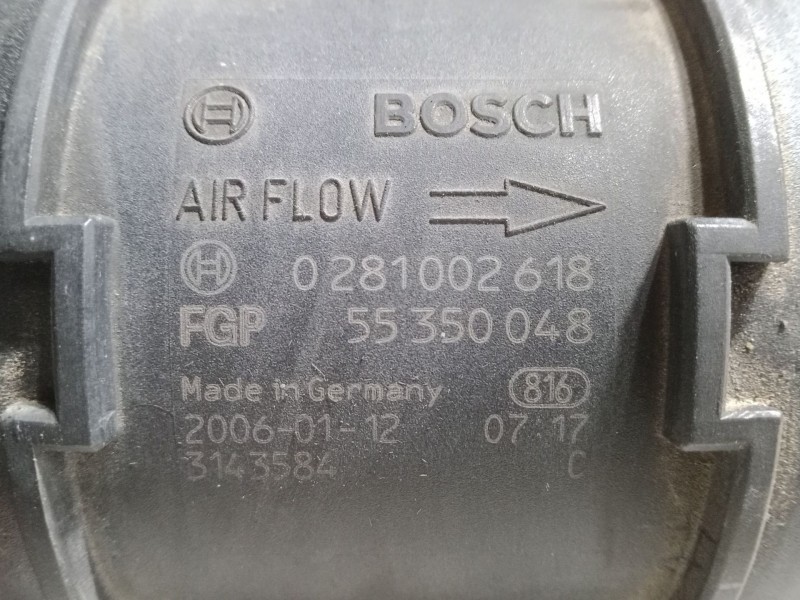 BOSCH
AIR FLOW
0 281 002 618
FGP 55 350 048
Made in Germany 816
2006-01-12 07:17
3143584 C